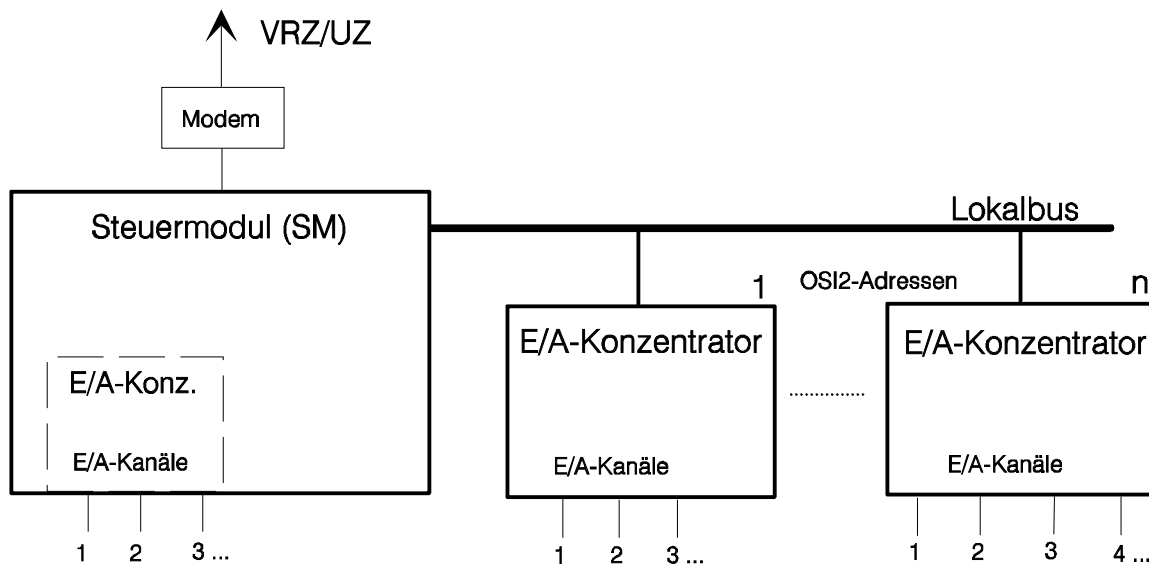 VRZ/UZ
Modem
Steuermodul (SM)
Lokalbus
1
OSI2-Adressen
n
E/A-Konzentrator
E/A-Konzentrator
E/A-Konz.
E/A-Kanäle
E/A-Kanäle
E/A-Kanäle
1 2 3 ...
1 2 3 ...
1 2 3 4 ...